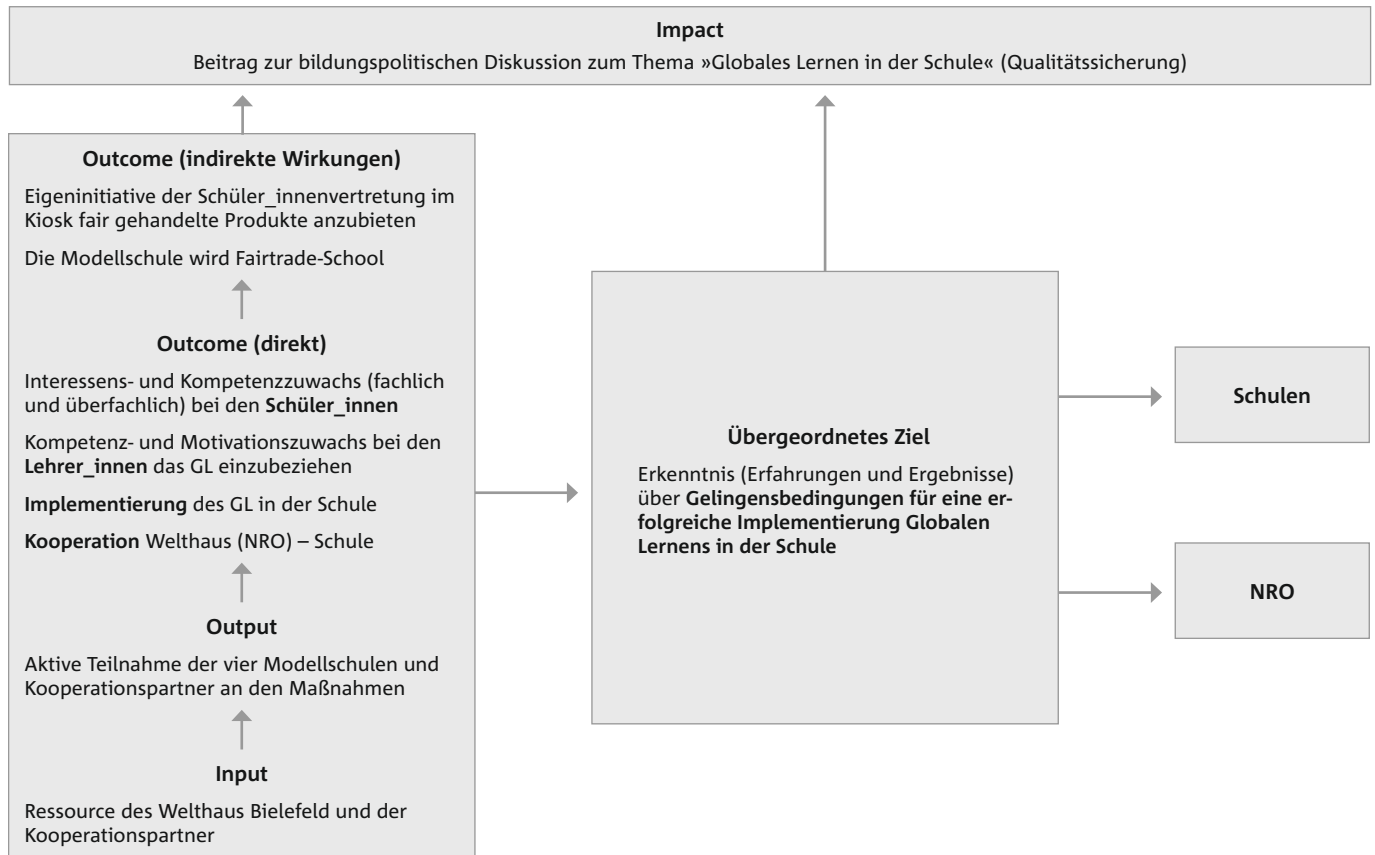 Impact
Beitrag zur bildungspolitischen Diskussion zum Thema »Globales Lernen in der Schule« (Qualitätssicherung)
Outcome (indirekte Wirkungen)
Eigeninitiative der Schüler_innenvertretung im
Kiosk fair gehandelte Produkte anzubieten
Die Modellschule wird Fairtrade-School
Outcome (direkt)
Interessens- und Kompetenzzuwachs (fachlich
und überfachlich) bei den Schüler_innen
Kompetenz- und Motivationszuwachs bei den
Lehrer_innen das GL einzubeziehen
Implementierung des GL in der Schule
Kooperation Welthaus (NRO) – Schule
Output
Aktive Teilnahme der vier Modellschulen und
Kooperationspartner an den Maßnahmen
Input
Ressource des Welthaus Bielefeld und der
Kooperationspartner
Übergeordnetes Ziel
Erkenntnis (Erfahrungen und Ergebnisse)
über Gelingensbedingungen für eine er-
folgreiche Implementierung Globalen
Lernens in der Schule
Schulen
NRO